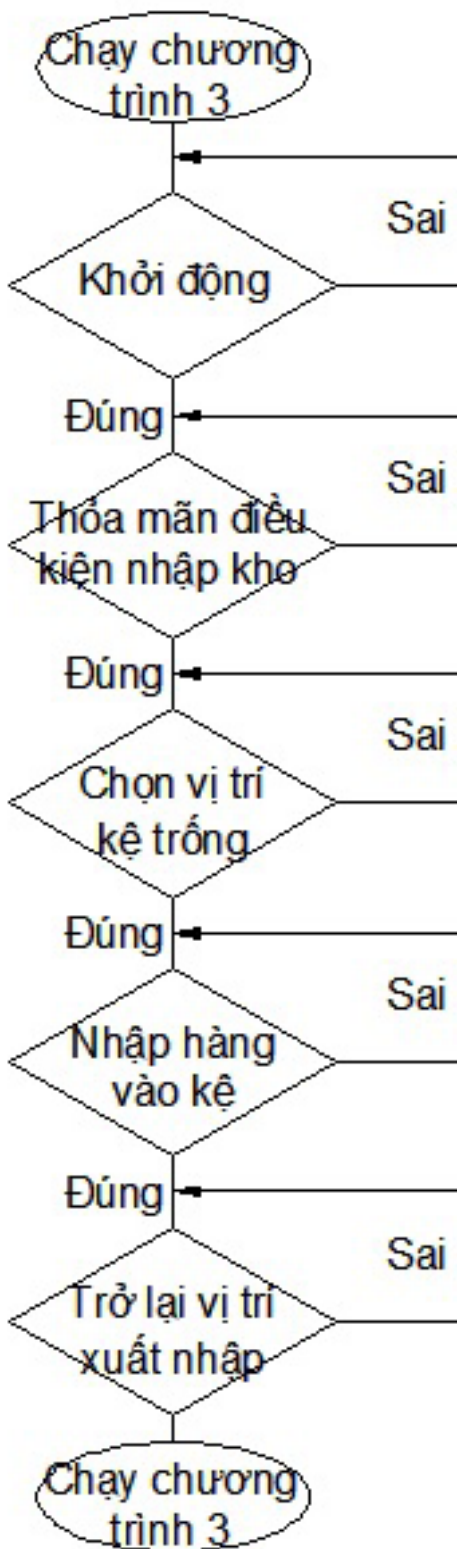 Chạy chương
trình 3
Sai
Khởi động
Đúng
Sai
Thỏa mãn điều
kiện nhập kho
Đúng
Sai
Chọn vị trí
kệ trống
Đúng
Sai
Nhập hàng
vào kệ
Đúng
Sai
Trở lại vị trí
xuất nhập
Chạy chương
trình 3